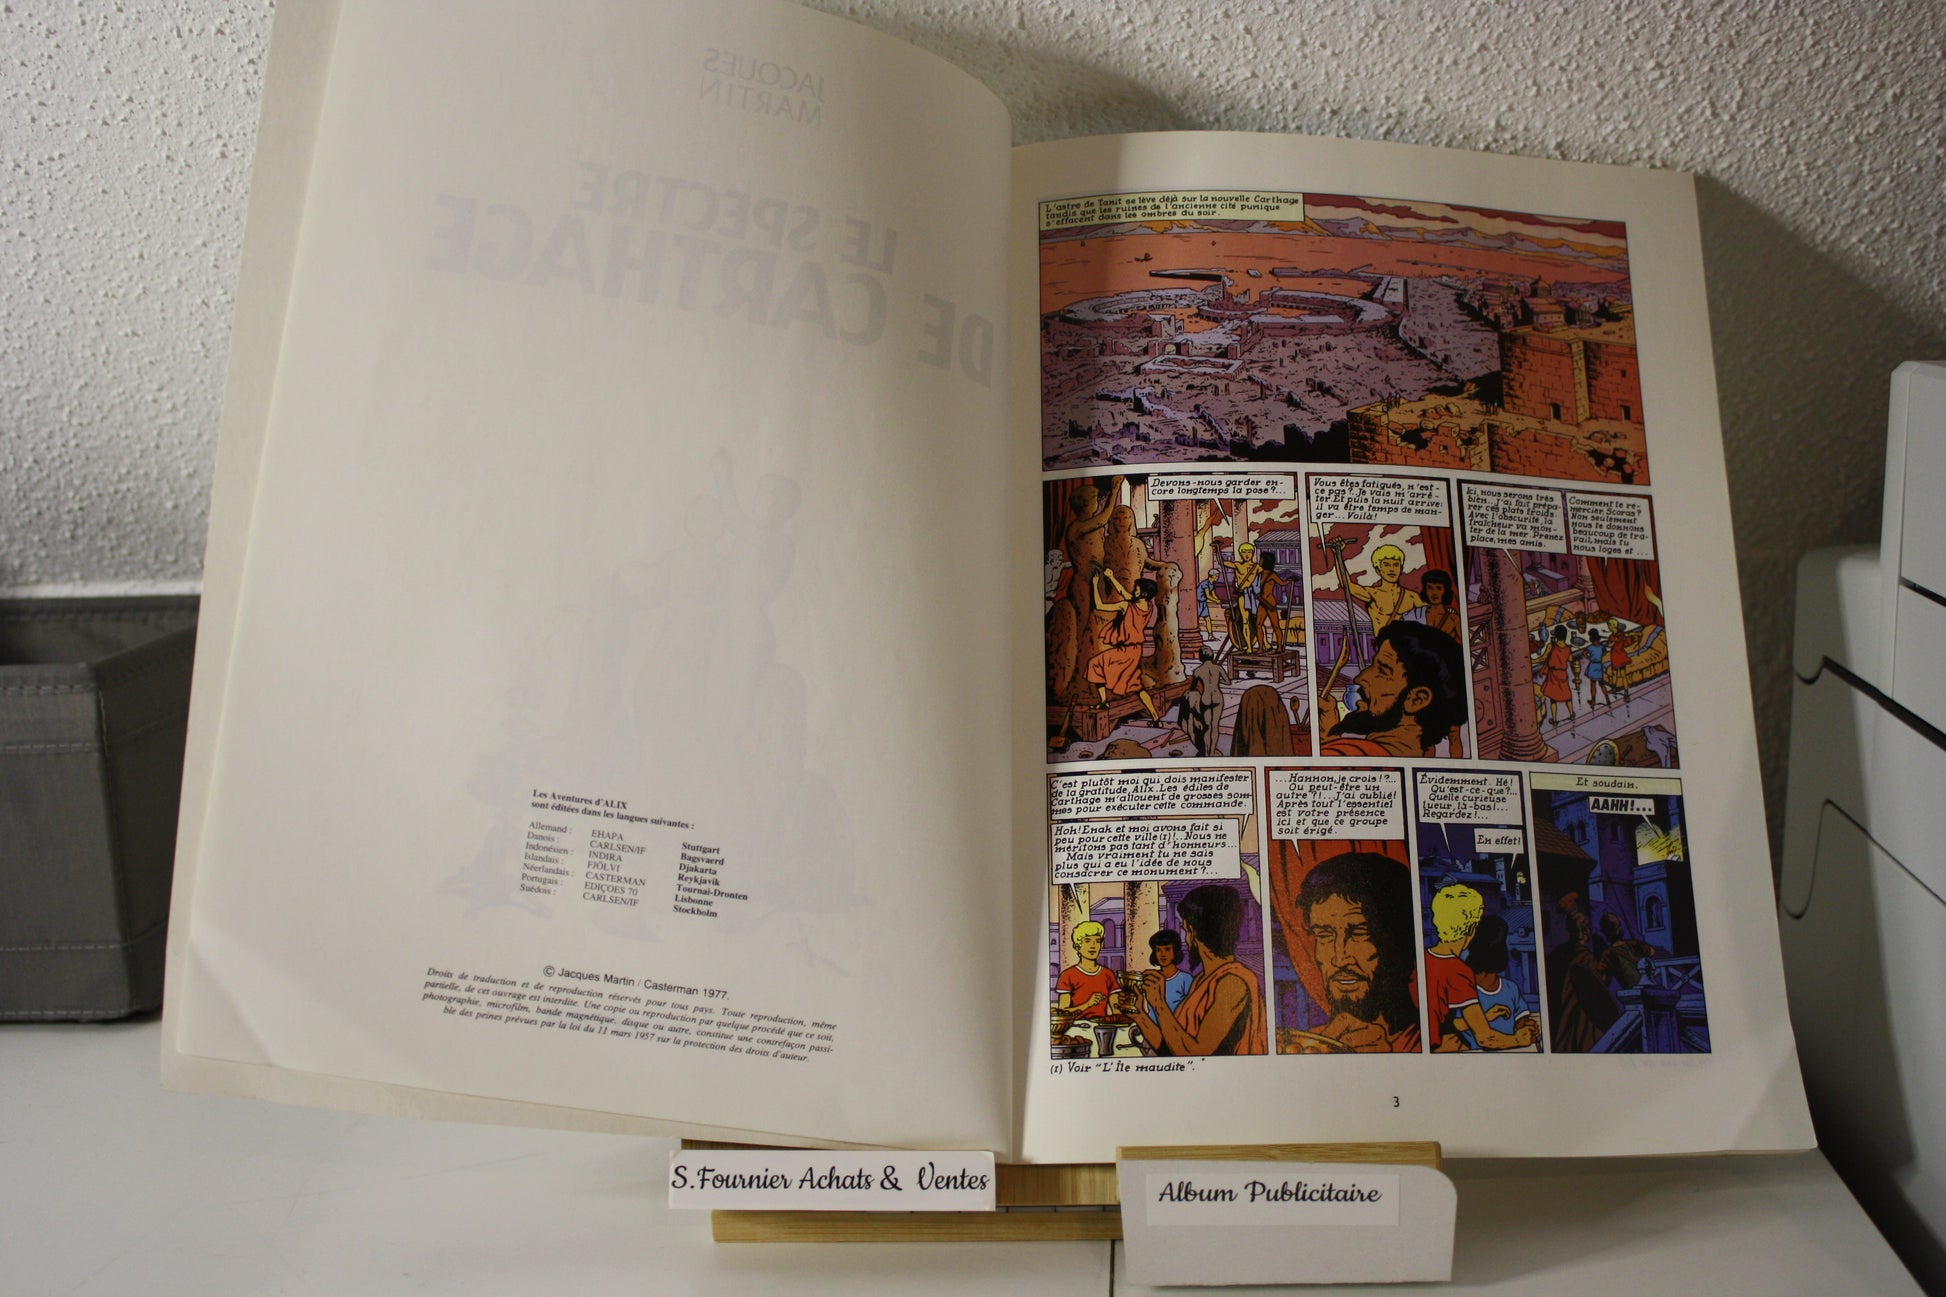 JACQUES
MARTIN
LE SPECTRE
DE CARTHAGE
Les Aventures d'ALIX
sont éditées dans les langues suivantes :
Allemand : EHAPA Stuttgart
Danois : CARLSEN/IF Bagsvaerd
Indonésien : INDIRA Djakarta
Islandais : FJÖLVI Reykjavik
Néerlandais : CASTERMAN Tournai-Dronten
Portugais : EDIÇOES 70 Lisbonne
Suédois : CARLSEN/IF Stockholm
© Jacques Martin / Casterman 1977.
Droits de traduction et de reproduction réservés pour tous pays. Toute reproduction, même
partielle, de cet ouvrage est interdite. Une copie ou reproduction par quelque procédé que ce soit,
photographie, microfilm, bande magnétique, disque ou autre, constitue une contrefaçon passi-
ble des peines prévues par la loi du 11 mars 1957 sur la protection des droits d'auteur.
L'astre de Tanit se lève déjà sur la nouvelle Carthage
tandis que les ruines de l'ancienne cité punique
s'effacent dans les ombres du soir.
Devons-nous garder en-
core longtemps la pose ?...
Vous êtes fatigués, n'est-
ce pas ?. Je vais m'arrê-
ter. Et puis la nuit arrive:
il va être temps de man-
ger... Voilà !
Ici, nous serons très
bien... J'ai fait prépa-
rer ces plats froids.
Avec l'obscurité, la
fraîcheur va mon-
ter de la mer. Prenez
place, mes amis.
Comment te re-
mercier, Scoras ?
Non seulement
nous te donnons
beaucoup de tra-
vail, mais tu
nous loges et ...
C'est plutôt moi qui dois manifester
de la gratitude, Alix. Les édiles de
Carthage m'allouent de grosses som-
mes pour exécuter cette commande.
Hoh! Enak et moi avons fait si
peu pour cette ville (1) !.. Nous ne
méritons pas tant d'honneurs...
Mais vraiment tu ne sais
plus qui a eu l'idée de nous
consacrer ce monument ?...
...Hannon, je crois !?...
Ou peut-être un
autre ?!.. J'ai oublié!
Après tout l'essentiel
est votre présence
ici et que ce groupe
soit érigé.
Évidemment. Hé!
Qu'est-ce-que ?...
Quelle curieuse
lueur, là-bas!...
Regardez !...
En effet!
Et soudain.
AAHH!...
(1) Voir "L'Île maudite".
3
S.Fournier Achats & Ventes
Album Publicitaire